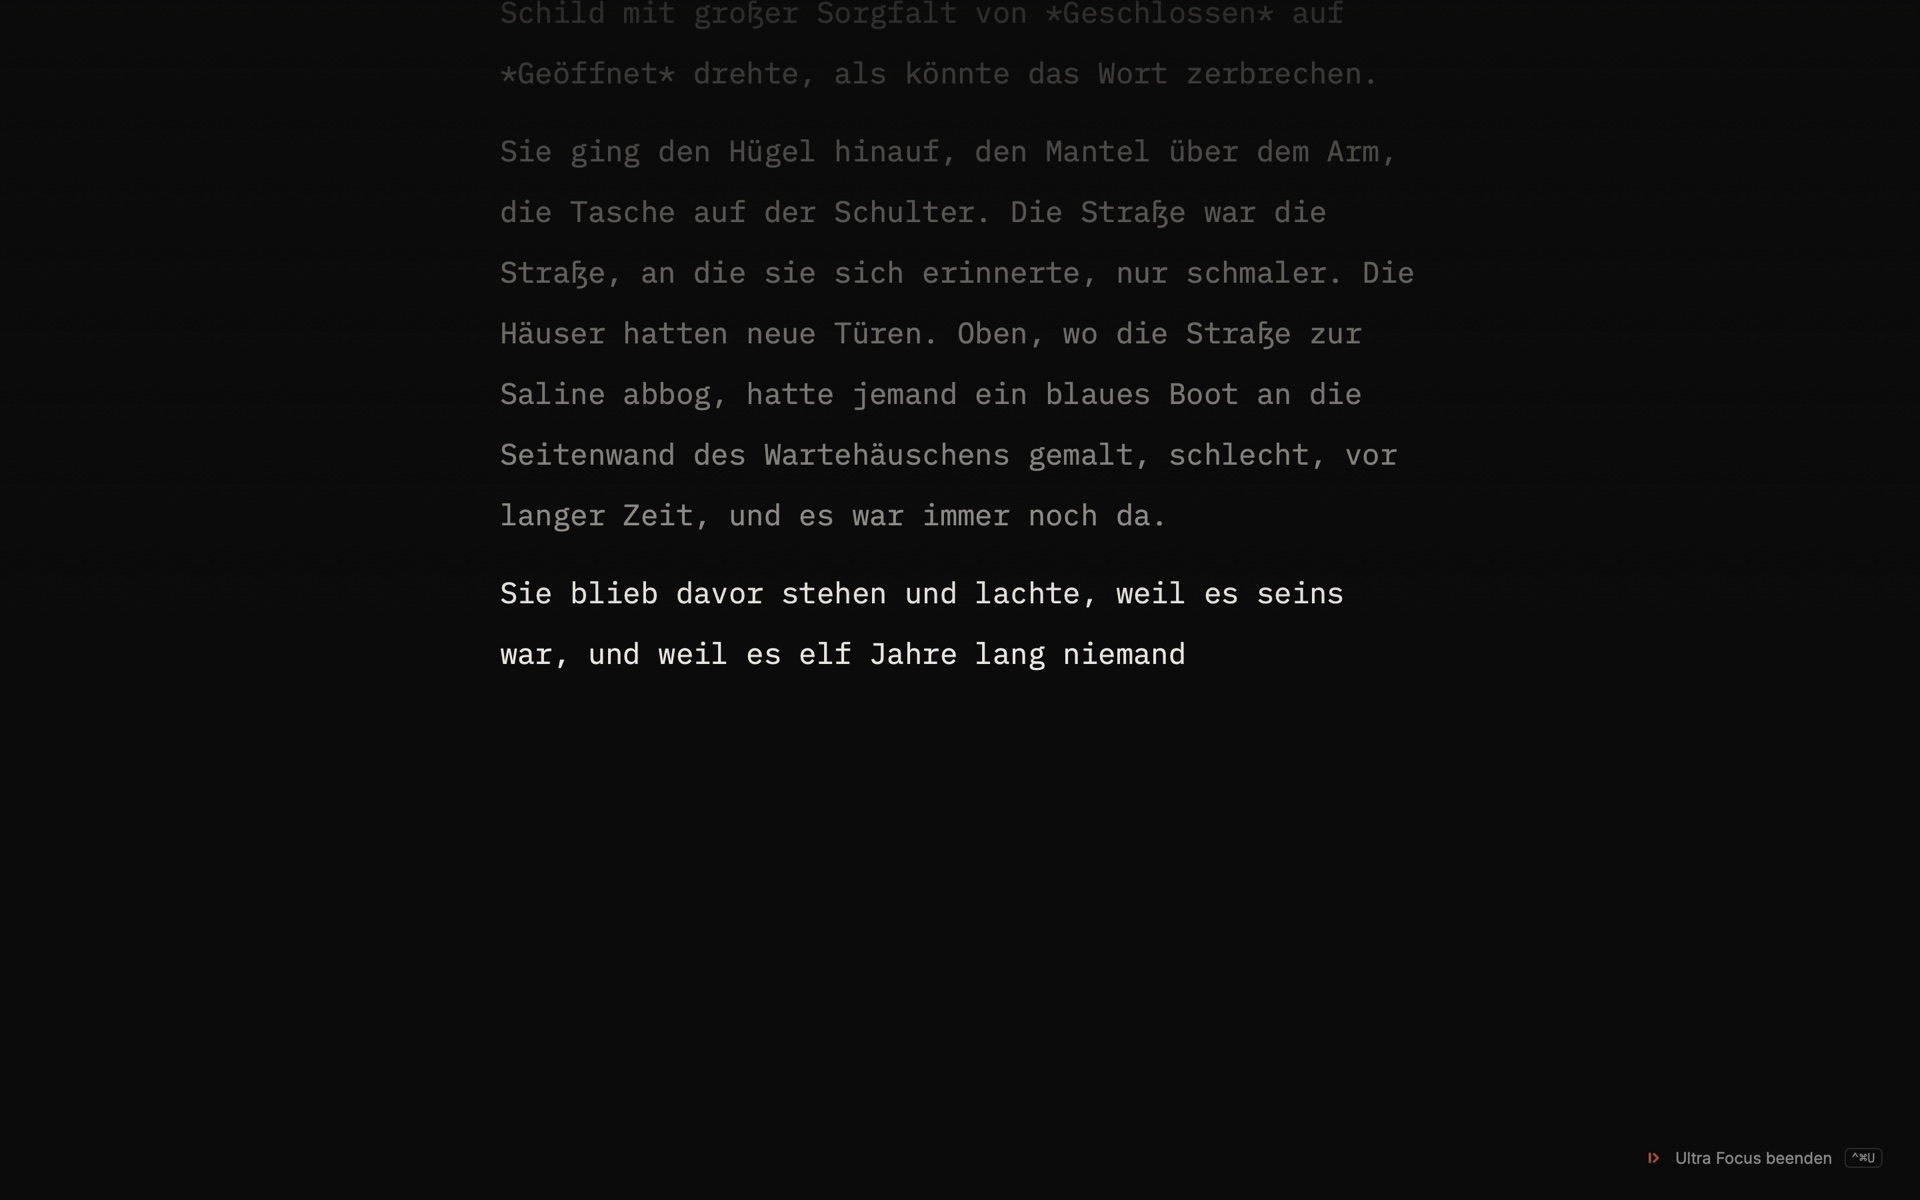 Schild mit großer Sorgfalt von *Geschlossen* auf
*Geöffnet* drehte, als könnte das Wort zerbrechen.
Sie ging den Hügel hinauf, den Mantel über dem Arm,
die Tasche auf der Schulter. Die Straße war die
Straße, an die sie sich erinnerte, nur schmaler. Die
Häuser hatten neue Türen. Oben, wo die Straße zur
Saline abbog, hatte jemand ein blaues Boot an die
Seitenwand des Wartehäuschens gemalt, schlecht, vor
langer Zeit, und es war immer noch da.
Sie blieb davor stehen und lachte, weil es seins
war, und weil es elf Jahre lang niemand
Ultra Focus beenden ^⌘U